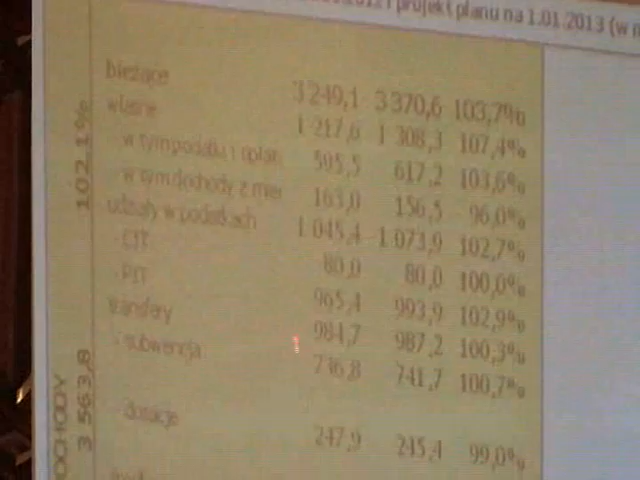 projekt planu na 1.01.2013 (w m
bieżące 3 249,1 3 370,6 103,7%
własne 1 217,6 1 308,3 107,4%
w tym podatki i opłat 595,5 617,2 103,6%
w tym dochody z mien 163,0 156,5 96,0%
udziały w podatkach 1 045,4 1 073,9 102,7%
- CIT 80,0 80,0 100,0%
- PIT 965,4 993,9 102,9%
transfery 984,7 987,2 100,3%
- subwencja 736,8 741,7 100,7%
dotacje 247,9 245,4 99,0%
DOCHODY
3 563,8
102,1%